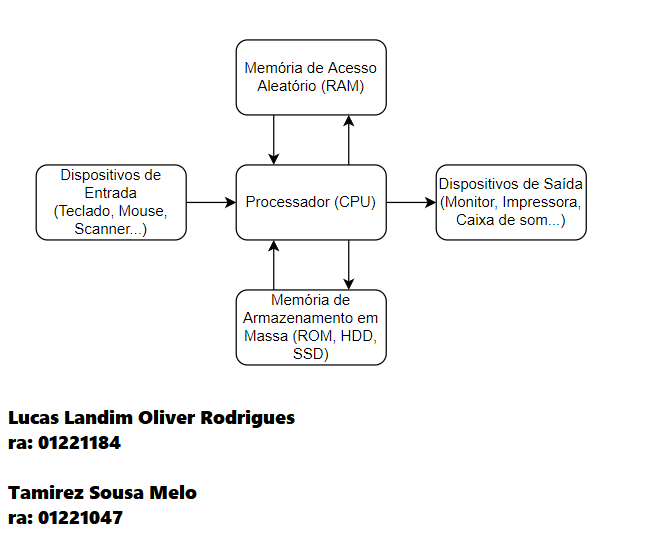 Memória de Acesso
Aleatório (RAM)
Dispositivos de
Entrada
(Teclado, Mouse,
Scanner...)
Processador (CPU)
Dispositivos de Saída
(Monitor, Impressora,
Caixa de som...)
Memória de
Armazenamento em
Massa (ROM, HDD,
SSD)
Lucas Landim Oliver Rodrigues
ra: 01221184
Tamirez Sousa Melo
ra: 01221047